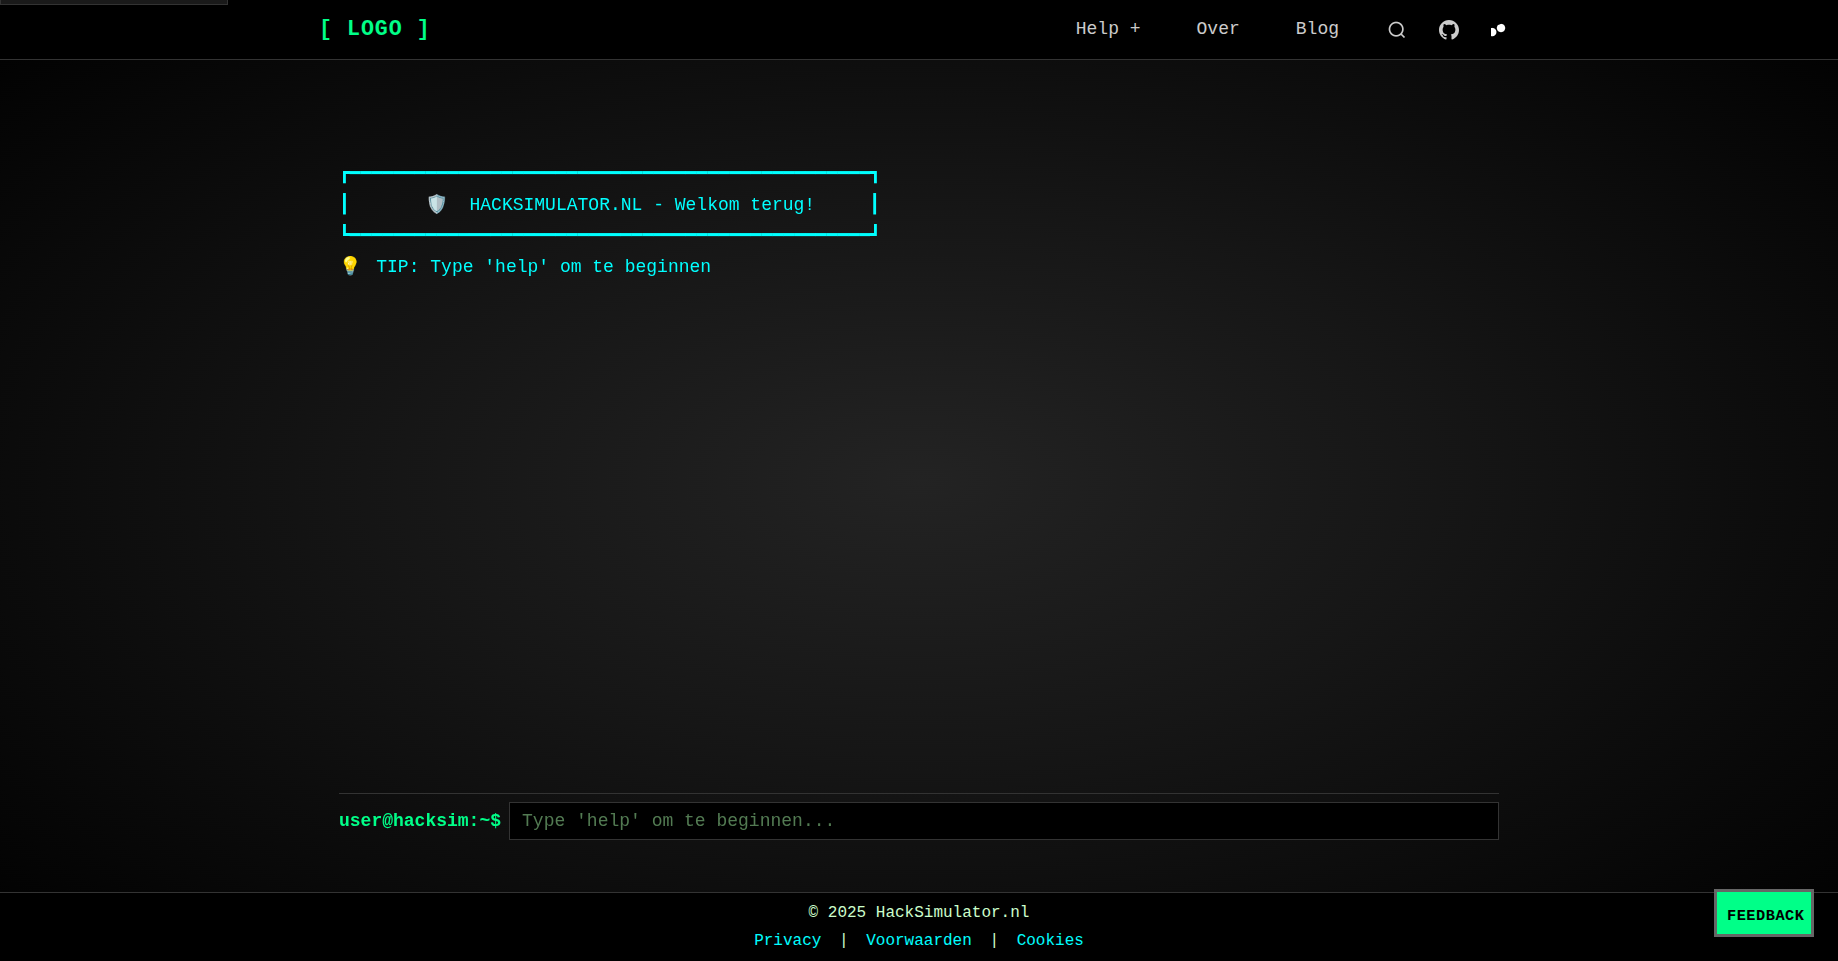 [ LOGO ]
Help +
Over
Blog
HACKSIMULATOR.NL - Welkom terug!
TIP: Type 'help' om te beginnen
user@hacksim:~$ Type 'help' om te beginnen...
© 2025 HackSimulator.nl
Privacy | Voorwaarden | Cookies
FEEDBACK